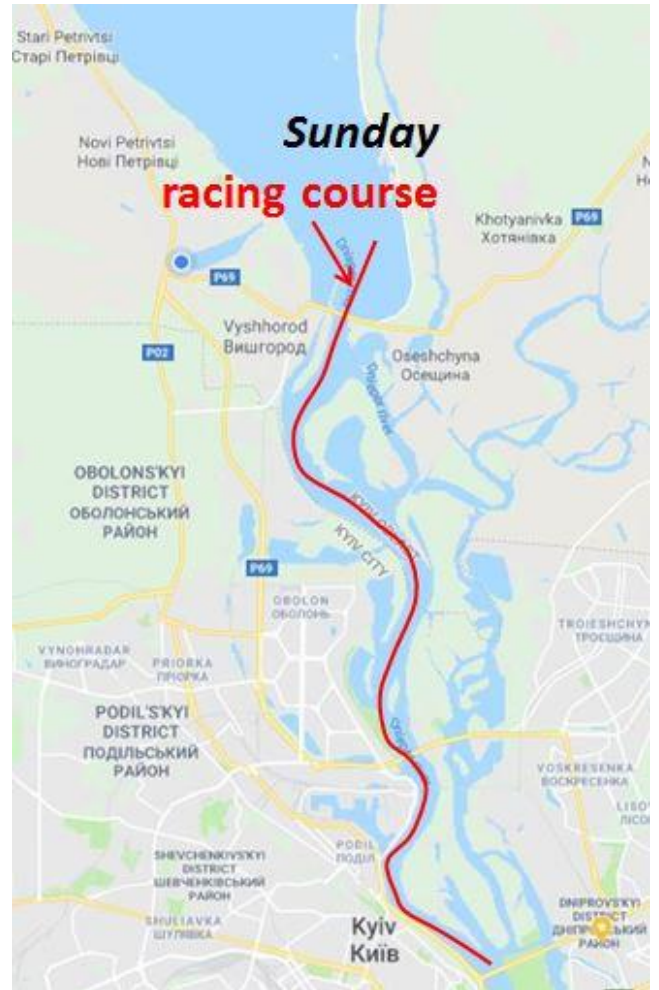 Stari Petrivtsi
Старі Петрівці
Sunday
Novi Petrivtsi
Нові Петрівці
racing course
Khotyanivka
Хотянівка
P69
P69
Vyshhorod
Вишгород
P02
Oseshchyna
Осещина
Dnipro River
OBOLONS'KYI
DISTRICT
ОБОЛОНСЬКИЙ
РАЙОН
KYIV CITY
P69
OBOLON
ОБОЛОНЬ
VYNOHRADAR
ВИНОГРАДАР
PRIORKA
ПРІОРКА
PODIL'S'KYI
DISTRICT
ПОДІЛЬСЬКИЙ
РАЙОН
VOSKRESENKA
ВОСКРЕСЕНКА
PODIL
ПОДІЛ
SHEVCHENKIVS'KYI
DISTRICT
ШЕВЧЕНКІВСЬКИЙ
РАЙОН
DNIPROVS'KYI
DISTRICT
РАЙОН
SHULIAVKA
ШУЛЯВКА
Kyiv
Київ